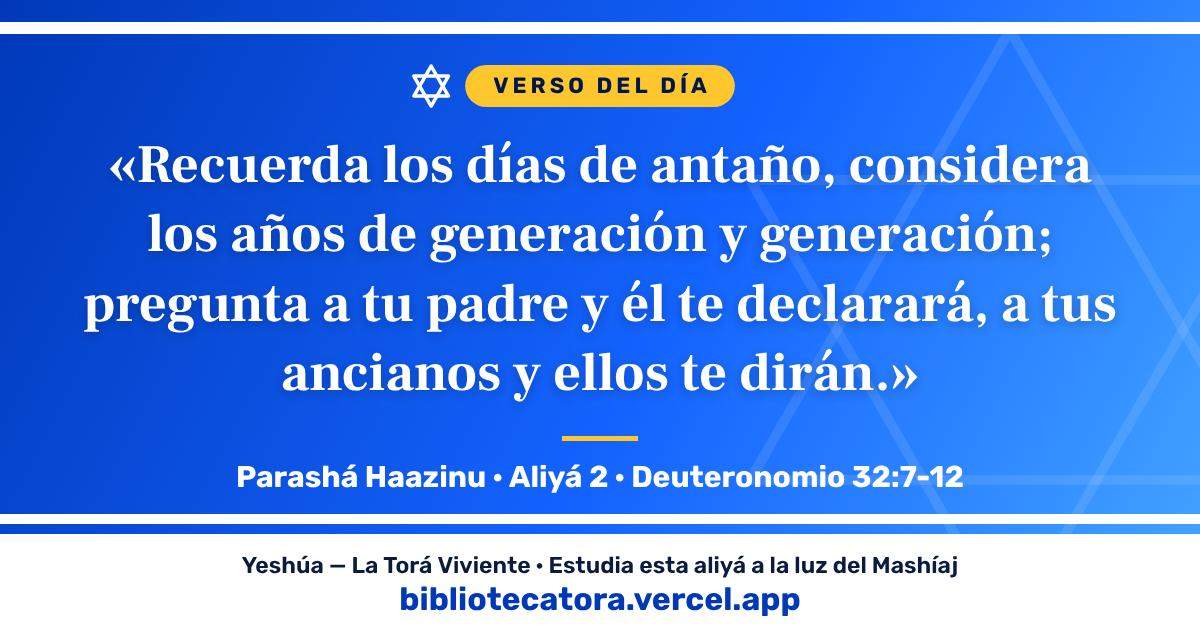 VERSO DEL DÍA
«Recuerda los días de antaño, considera
los años de generación y generación;
pregunta a tu padre y él te declarará, a tus
ancianos y ellos te dirán.»
Parashá Haazinu • Aliyá 2 • Deuteronomio 32:7-12
Yeshúa — La Torá Viviente • Estudia esta aliyá a la luz del Mashíaj
bibliotecatora.vercel.app